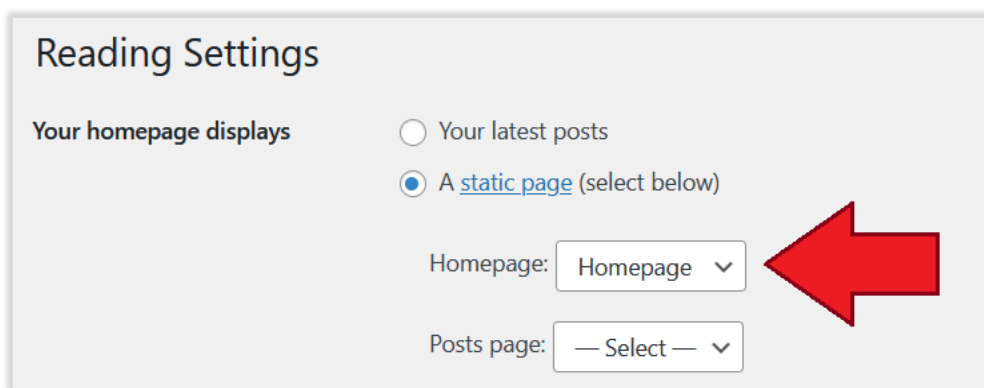 Reading Settings
Your homepage displays
Your latest posts
A static page (select below)
Homepage: Homepage
Posts page: — Select —